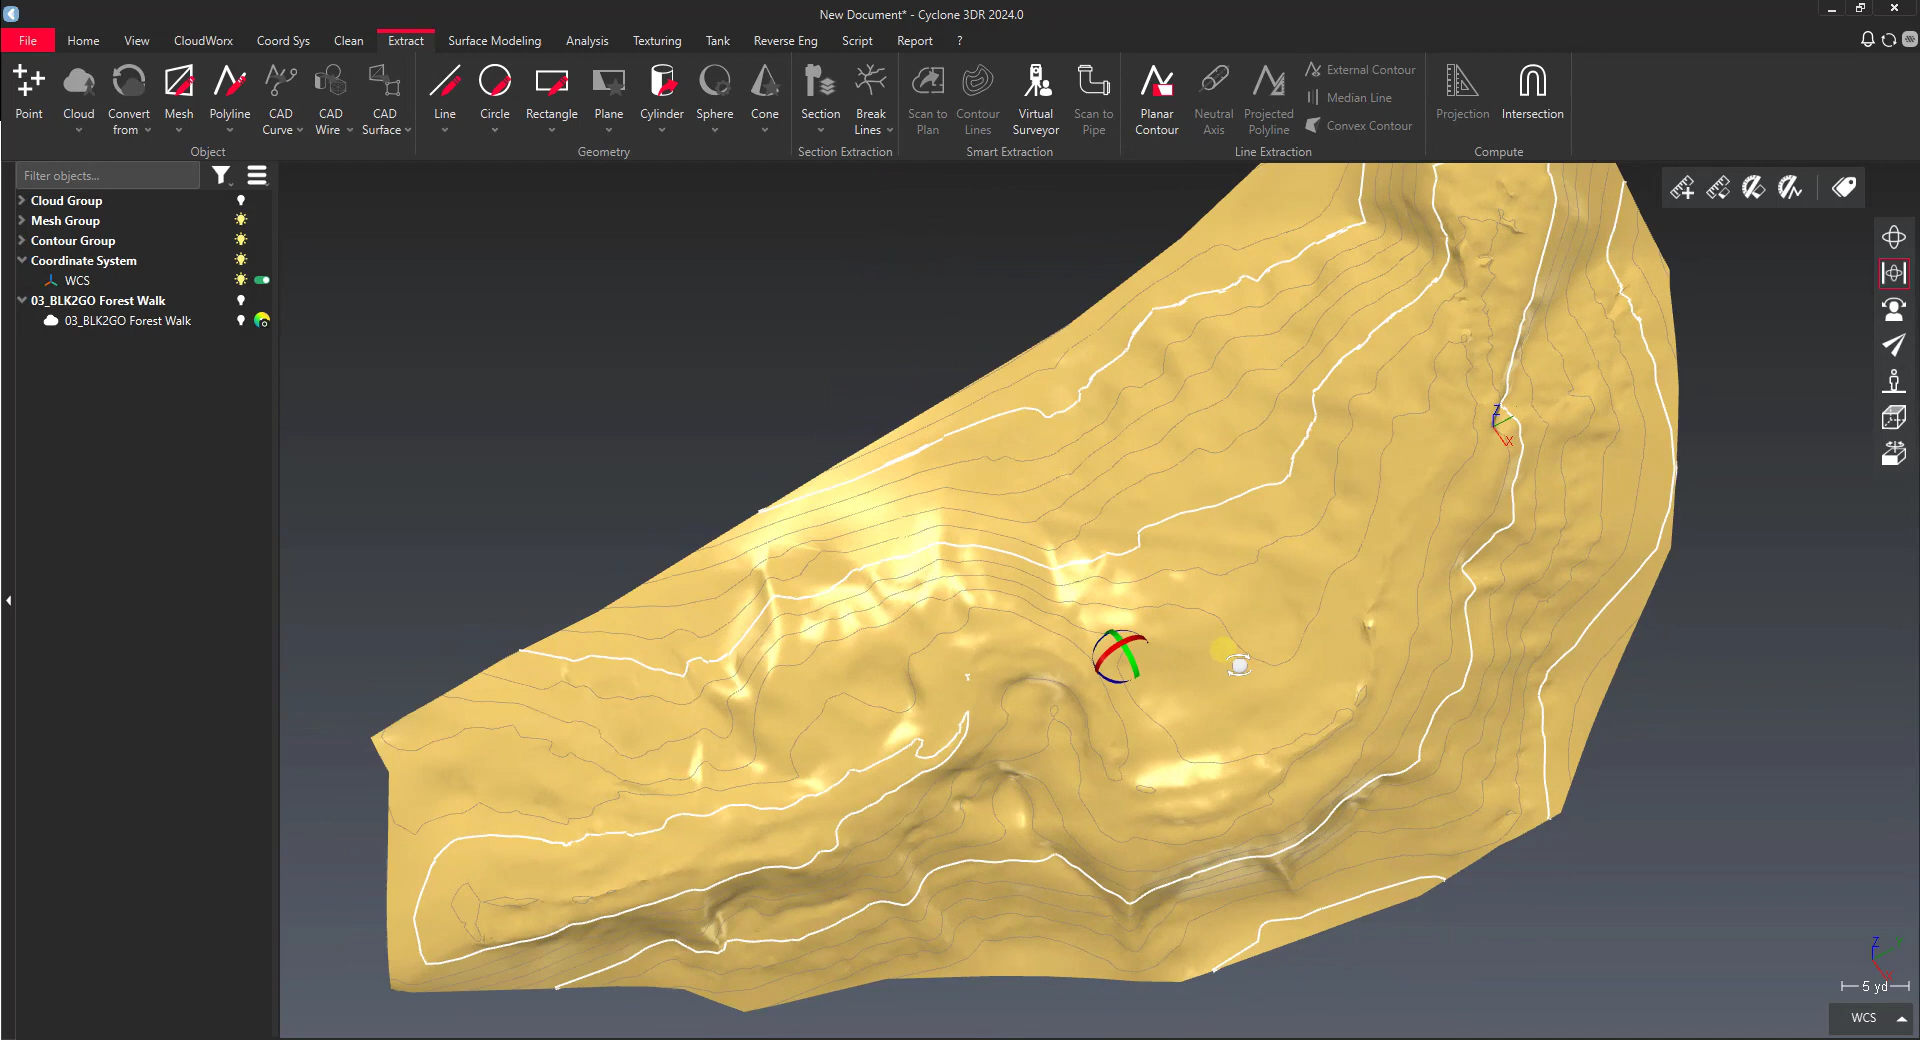 New Document* - Cyclone 3DR 2024.0
File Home View CloudWorx Coord Sys Clean Extract Surface Modeling Analysis Texturing Tank Reverse Eng Script Report ?
Point Cloud Convert from Mesh Polyline CAD Curve CAD Wire CAD Surface
Object
Line Circle Rectangle Plane Cylinder Sphere Cone
Geometry
Section Break Lines
Section Extraction
Scan to Plan Contour Lines Virtual Surveyor Scan to Pipe
Smart Extraction
Planar Contour Neutral Axis Projected Polyline
External Contour
Median Line
Convex Contour
Line Extraction
Projection Intersection
Compute
Filter objects...
Cloud Group
Mesh Group
Contour Group
Coordinate System
WCS
03_BLK2GO Forest Walk
03_BLK2GO Forest Walk
Z
X
Z
5 yd
WCS